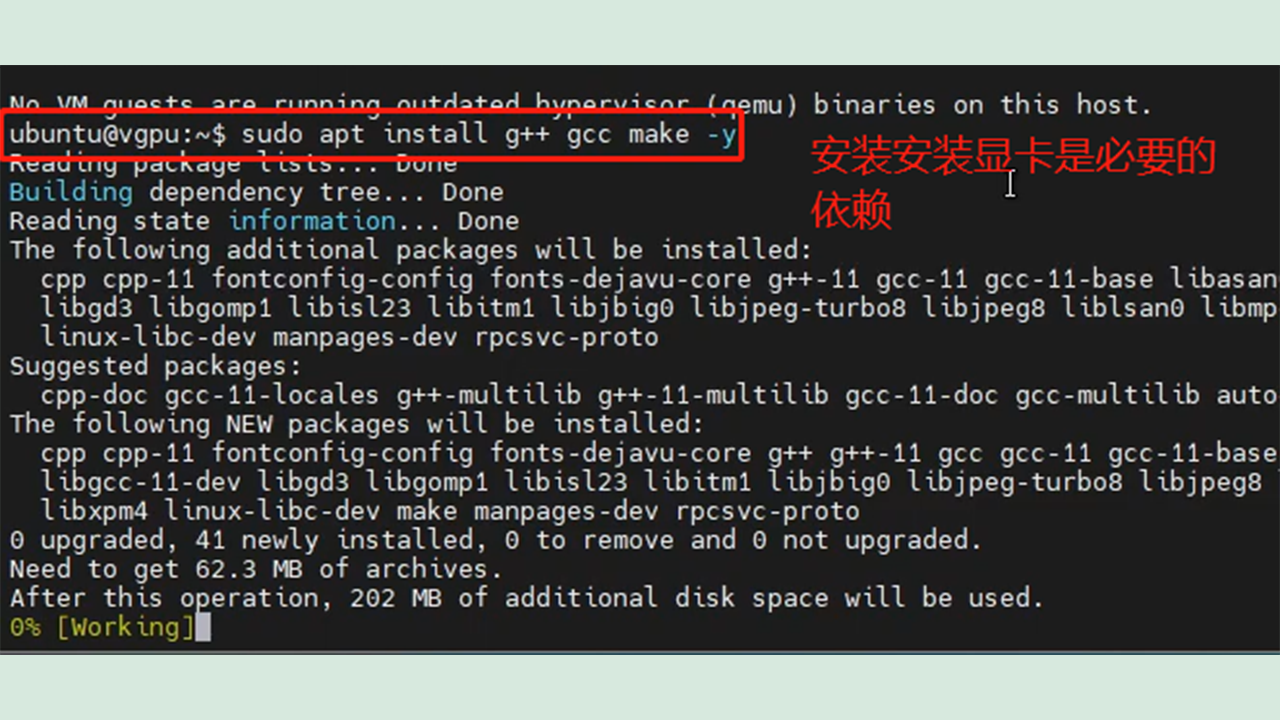 No VM guests are running outdated hypervisor (qemu) binaries on this host.
ubuntu@vgpu:~$ sudo apt install g++ gcc make -y
Reading package lists... Done
安装安装显卡是必要的
依赖
Building dependency tree... Done
Reading state information... Done
The following additional packages will be installed:
cpp cpp-11 fontconfig-config fonts-dejavu-core g++-11 gcc-11 gcc-11-base libasan
libgd3 libgomp1 libisl23 libitm1 libjbig0 libjpeg-turbo8 libjpeg8 liblsan0 libmp
linux-libc-dev manpages-dev rpcsvc-proto
Suggested packages:
cpp-doc gcc-11-locales g++-multilib g++-11-multilib gcc-11-doc gcc-multilib auto
The following NEW packages will be installed:
cpp cpp-11 fontconfig-config fonts-dejavu-core g++ g++-11 gcc gcc-11 gcc-11-base
libgcc-11-dev libgd3 libgomp1 libisl23 libitm1 libjbig0 libjpeg-turbo8 libjpeg8
libxpm4 linux-libc-dev make manpages-dev rpcsvc-proto
0 upgraded, 41 newly installed, 0 to remove and 0 not upgraded.
Need to get 62.3 MB of archives.
After this operation, 202 MB of additional disk space will be used.
0% [Working]